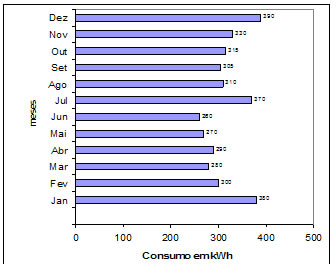 Dez 390
Nov 330
Out 315
Set 305
Ago 310
Jul 370
Jun 260
Mai 270
Abr 290
Mar 280
Fev 300
Jan 380
meses
0 100 200 300 400 500
Consumo em kWh